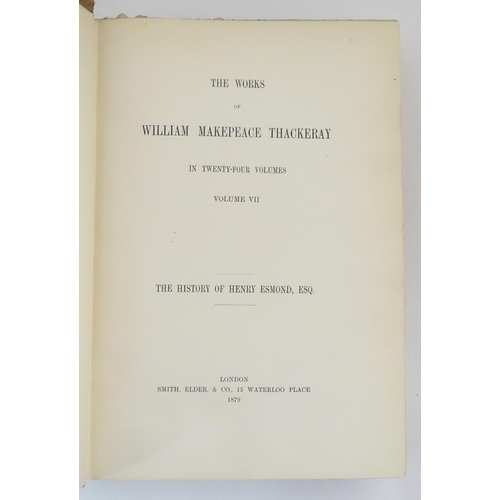 THE WORKS
OF
WILLIAM MAKEPEACE THACKERAY
IN TWENTY-FOUR VOLUMES
VOLUME VII
THE HISTORY OF HENRY ESMOND, ESQ.
LONDON
SMITH, ELDER, & CO., 15 WATERLOO PLACE
1879